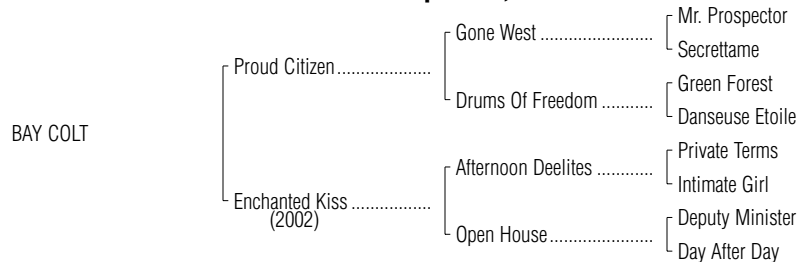 Mr. Prospector
Gone West
Secrettame
Proud Citizen
Green Forest
Drums Of Freedom
Danseuse Etoile
BAY COLT
Private Terms
Afternoon Deelites
Intimate Girl
Enchanted Kiss
(2002)
Deputy Minister
Open House
Day After Day